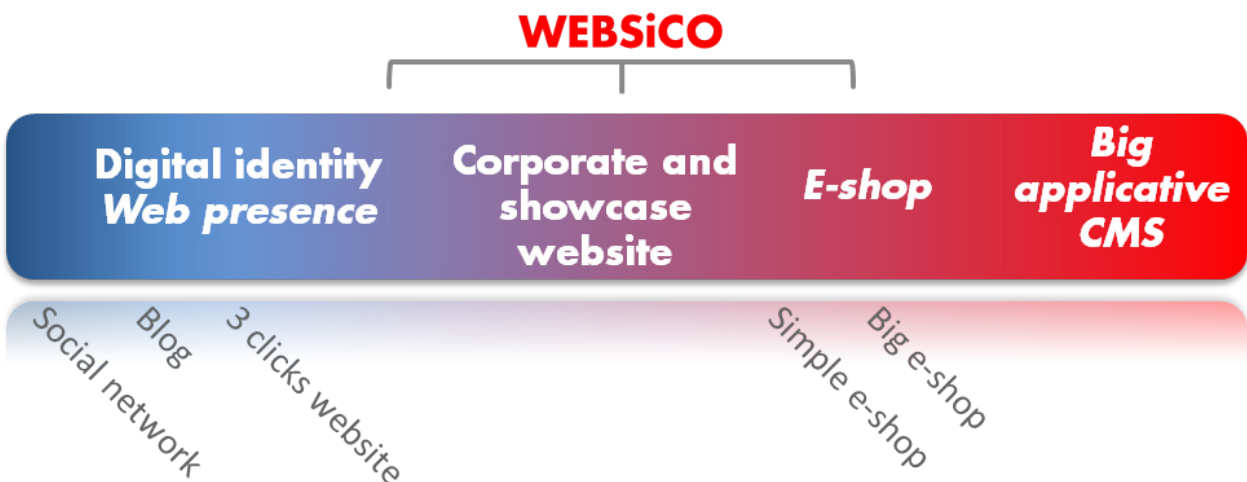 WEBSiCO
Digital identity
Web presence
Corporate and
showcase
website
E-shop
Big
applicative
CMS
Social network
Blog
3 clicks website
Simple e-shop
Big e-shop